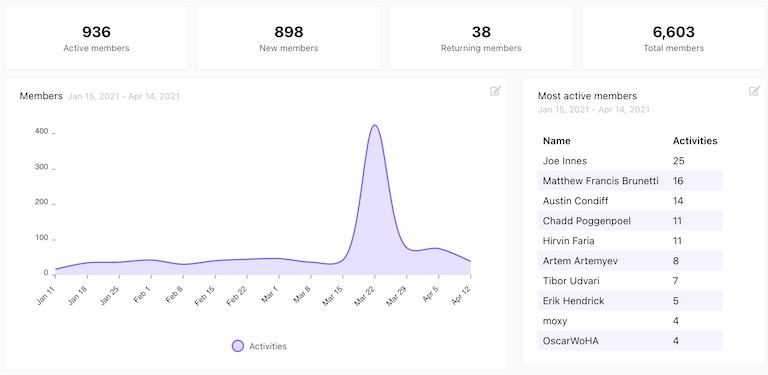 936
Active members
898
New members
38
Returning members
6,603
Total members
Members Jan 15, 2021 - Apr 14, 2021
400
300
200
100
0
Jan 11
Jan 18
Jan 25
Feb 1
Feb 8
Feb 15
Feb 22
Mar 1
Mar 8
Mar 15
Mar 22
Mar 29
Apr 5
Apr 12
Activities
Most active members
Jan 15, 2021 - Apr 14, 2021
Name Activities
Joe Innes 25
Matthew Francis Brunetti 16
Austin Condiff 14
Chadd Poggenpoel 11
Hirvin Faria 11
Artem Artemyev 8
Tibor Udvari 7
Erik Hendrick 5
moxy 4
OscarWoHA 4